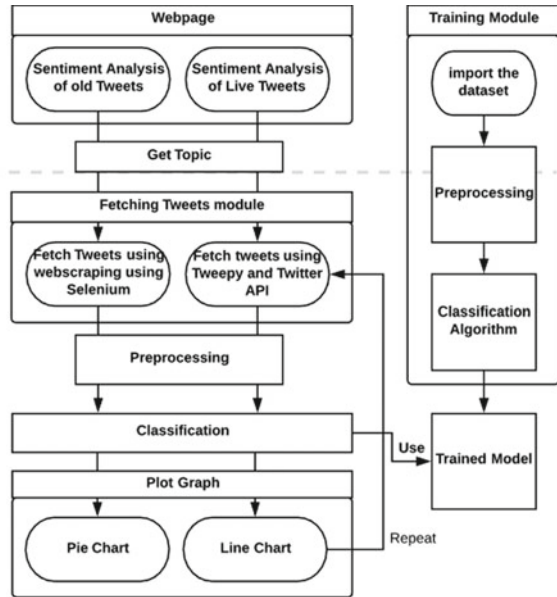 Webpage
Sentiment Analysis
of old Tweets
Sentiment Analysis
of Live Tweets
Get Topic
Fetching Tweets module
Fetch Tweets using
webscraping using
Selenium
Fetch tweets using
Tweepy and Twitter
API
Preprocessing
Classification
Plot Graph
Pie Chart
Line Chart
Repeat
Use
Training Module
import the
dataset
Preprocessing
Classification
Algorithm
Trained Model